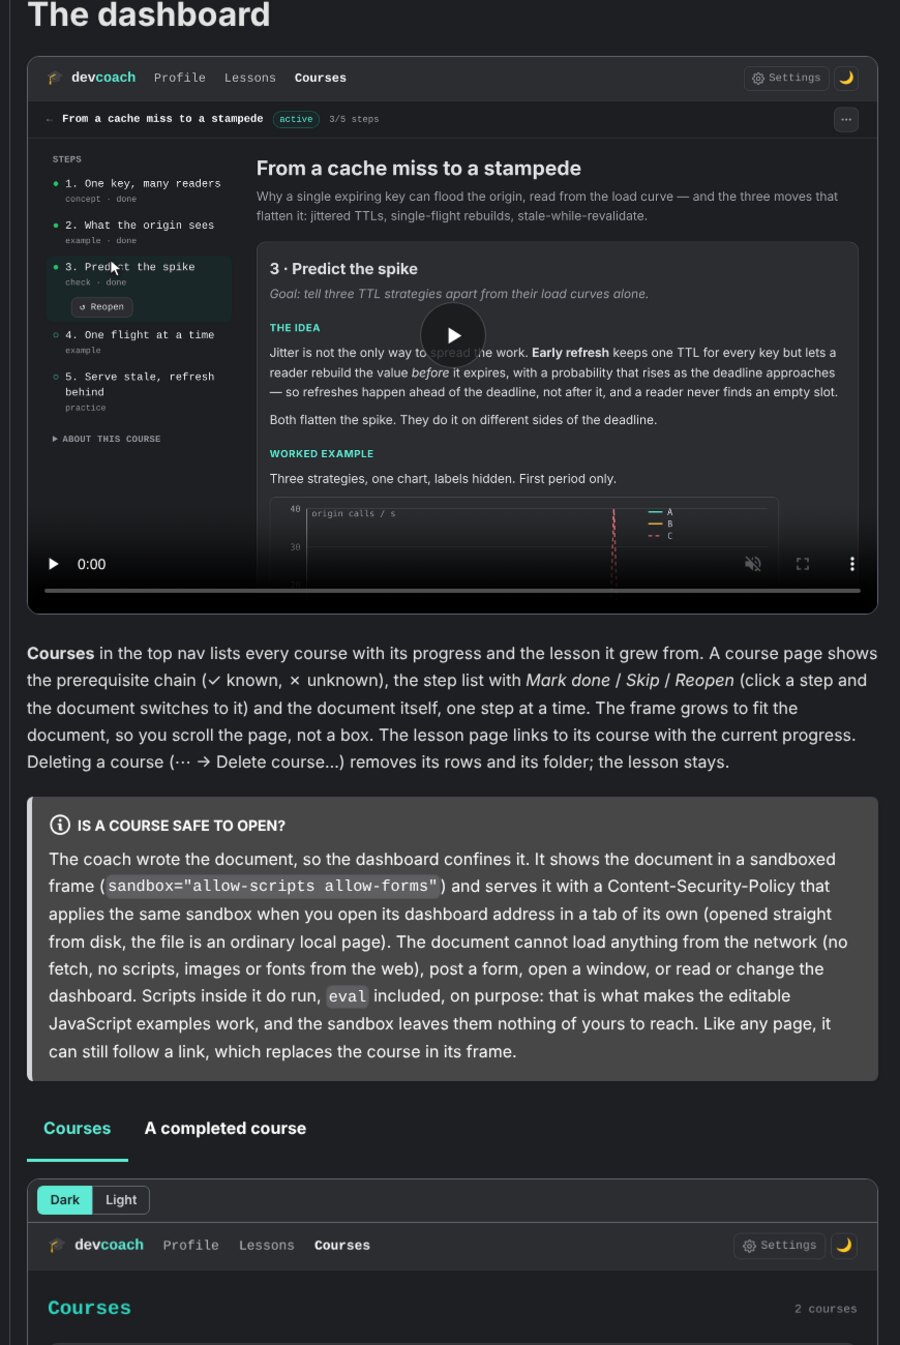 The dashboard
devcoach Profile Lessons Courses Settings
← From a cache miss to a stampede active 3/5 steps ···
STEPS
1. One key, many readers
concept · done
2. What the origin sees
example · done
3. Predict the spike
check · done
↺ Reopen
4. One flight at a time
example
5. Serve stale, refresh
behind
practice
▶ ABOUT THIS COURSE
From a cache miss to a stampede
Why a single expiring key can flood the origin, read from the load curve — and the three moves that
flatten it: jittered TTLs, single-flight rebuilds, stale-while-revalidate.
3 · Predict the spike
Goal: tell three TTL strategies apart from their load curves alone.
THE IDEA
Jitter is not the only way to spread the work. Early refresh keeps one TTL for every key but lets a
reader rebuild the value before it expires, with a probability that rises as the deadline approaches
— so refreshes happen ahead of the deadline, not after it, and a reader never finds an empty slot.
Both flatten the spike. They do it on different sides of the deadline.
WORKED EXAMPLE
Three strategies, one chart, labels hidden. First period only.
40 origin calls / s A
B
C
30
20
0:00
Courses in the top nav lists every course with its progress and the lesson it grew from. A course page shows
the prerequisite chain (✓ known, × unknown), the step list with Mark done / Skip / Reopen (click a step and
the document switches to it) and the document itself, one step at a time. The frame grows to fit the
document, so you scroll the page, not a box. The lesson page links to its course with the current progress.
Deleting a course (··· → Delete course…) removes its rows and its folder; the lesson stays.
IS A COURSE SAFE TO OPEN?
The coach wrote the document, so the dashboard confines it. It shows the document in a sandboxed
frame (sandbox="allow-scripts allow-forms") and serves it with a Content-Security-Policy that
applies the same sandbox when you open its dashboard address in a tab of its own (opened straight
from disk, the file is an ordinary local page). The document cannot load anything from the network (no
fetch, no scripts, images or fonts from the web), post a form, open a window, or read or change the
dashboard. Scripts inside it do run, eval included, on purpose: that is what makes the editable
JavaScript examples work, and the sandbox leaves them nothing of yours to reach. Like any page, it
can still follow a link, which replaces the course in its frame.
Courses A completed course
Dark Light
devcoach Profile Lessons Courses Settings
Courses 2 courses